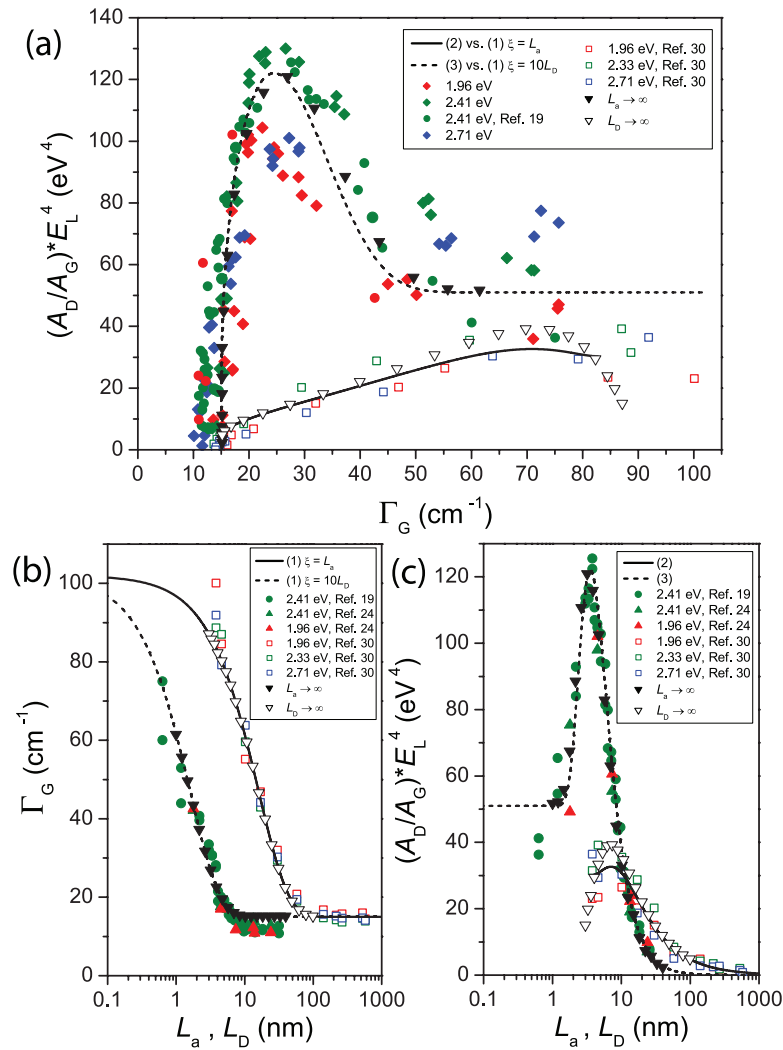 (a)
(A_D/A_G)*E_L^4 (eV^4)
140
120
100
80
60
40
20
0
(2) vs. (1) ξ = L_a
(3) vs. (1) ξ = 10L_D
1.96 eV
2.41 eV
2.41 eV, Ref. 19
2.71 eV
1.96 eV, Ref. 30
2.33 eV, Ref. 30
2.71 eV, Ref. 30
L_a → ∞
L_D → ∞
0 10 20 30 40 50 60 70 80 90 100
Γ_G (cm^-1)
(b)
Γ_G (cm^-1)
100
80
60
40
20
0
(1) ξ = L_a
(1) ξ = 10L_D
2.41 eV, Ref. 19
2.41 eV, Ref. 24
1.96 eV, Ref. 24
1.96 eV, Ref. 30
2.33 eV, Ref. 30
2.71 eV, Ref. 30
L_a → ∞
L_D → ∞
0.1 1 10 100 1000
L_a , L_D (nm)
(c)
(A_D/A_G)*E_L^4 (eV^4)
120
100
80
60
40
20
0
(2)
(3)
2.41 eV, Ref. 19
2.41 eV, Ref. 24
1.96 eV, Ref. 24
1.96 eV, Ref. 30
2.33 eV, Ref. 30
2.71 eV, Ref. 30
L_a → ∞
L_D → ∞
0.1 1 10 100 1000
L_a , L_D (nm)